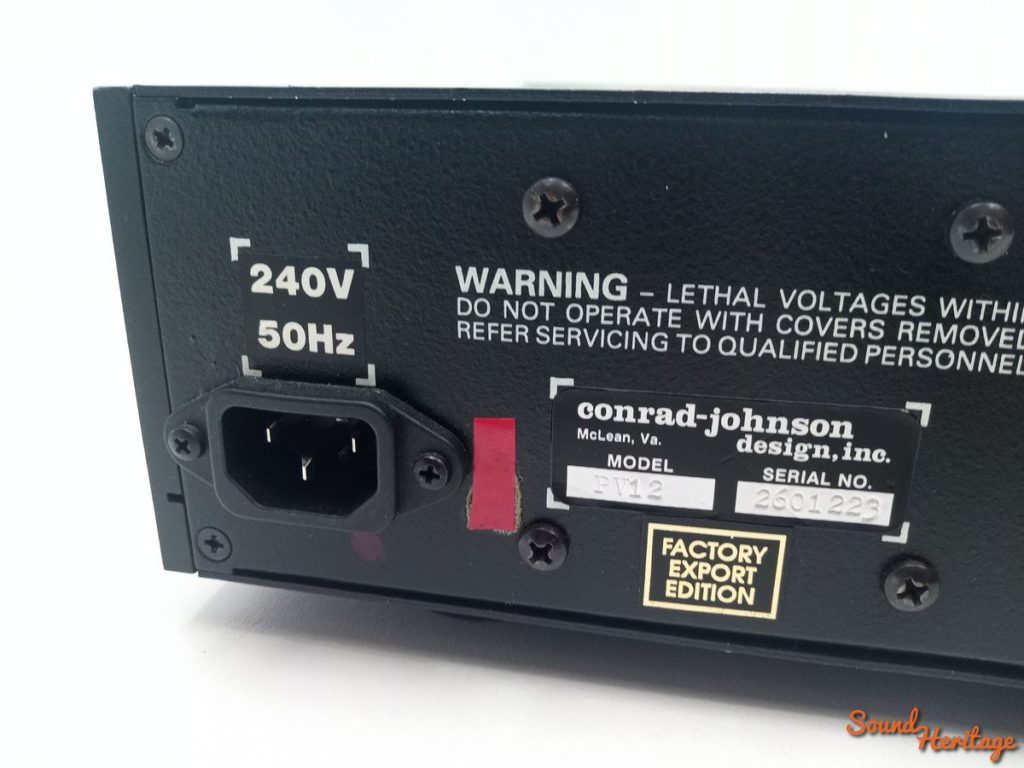 240V
50Hz
WARNING – LETHAL VOLTAGES WITHIN
DO NOT OPERATE WITH COVERS REMOVED
REFER SERVICING TO QUALIFIED PERSONNEL
conrad-johnson
McLean, Va.
design, inc.
MODEL
SERIAL NO.
PV12
2601223
FACTORY
EXPORT
EDITION
Sound
Heritage